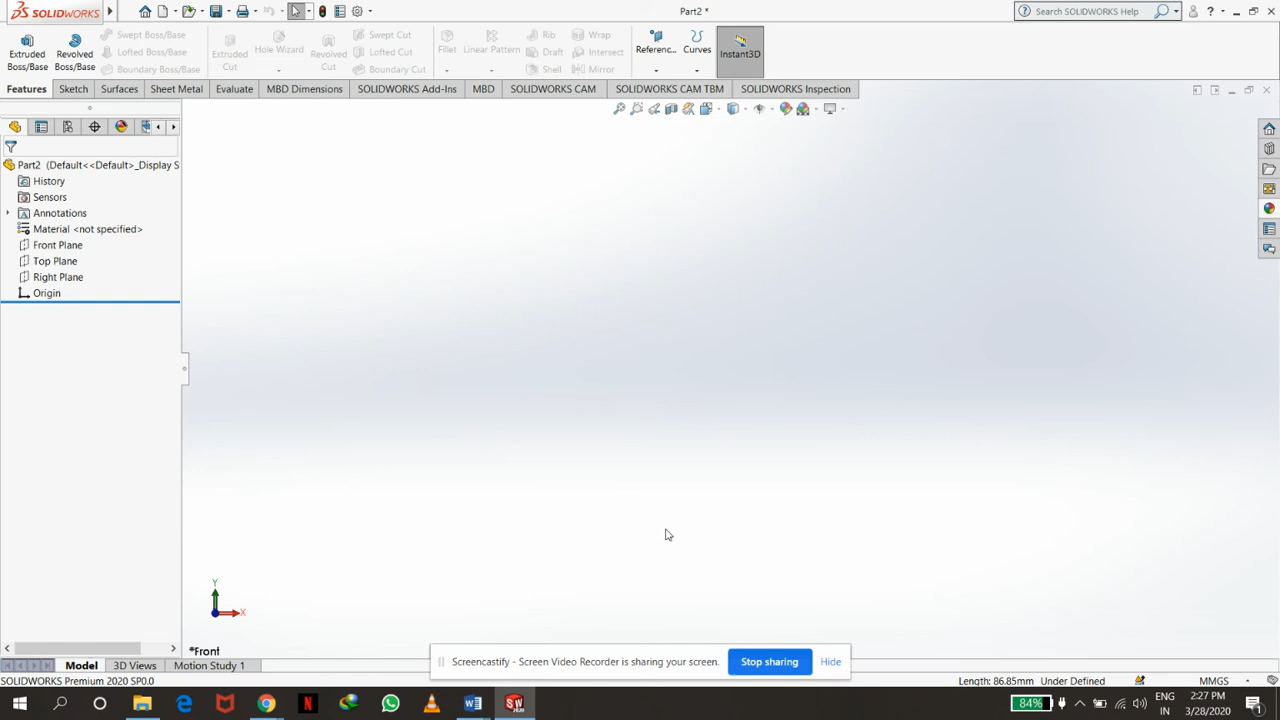 SOLIDWORKS
Part2 *
Search SOLIDWORKS Help
Extruded Boss/Base
Revolved Boss/Base
Swept Boss/Base
Lofted Boss/Base
Boundary Boss/Base
Extruded Cut
Hole Wizard
Revolved Cut
Swept Cut
Lofted Cut
Boundary Cut
Fillet
Linear Pattern
Rib
Draft
Shell
Wrap
Intersect
Mirror
Referenc...
Curves
Instant3D
Features Sketch Surfaces Sheet Metal Evaluate MBD Dimensions SOLIDWORKS Add-Ins MBD SOLIDWORKS CAM SOLIDWORKS CAM TBM SOLIDWORKS Inspection
Part2 (Default<<Default>_Display S
History
Sensors
Annotations
Material <not specified>
Front Plane
Top Plane
Right Plane
Origin
Y
X
*Front
Screencastify - Screen Video Recorder is sharing your screen. Stop sharing Hide
Model 3D Views Motion Study 1
SOLIDWORKS Premium 2020 SP0.0
Length: 86.85mm Under Defined MMGS
84%
ENG
IN
2:27 PM
3/28/2020
1